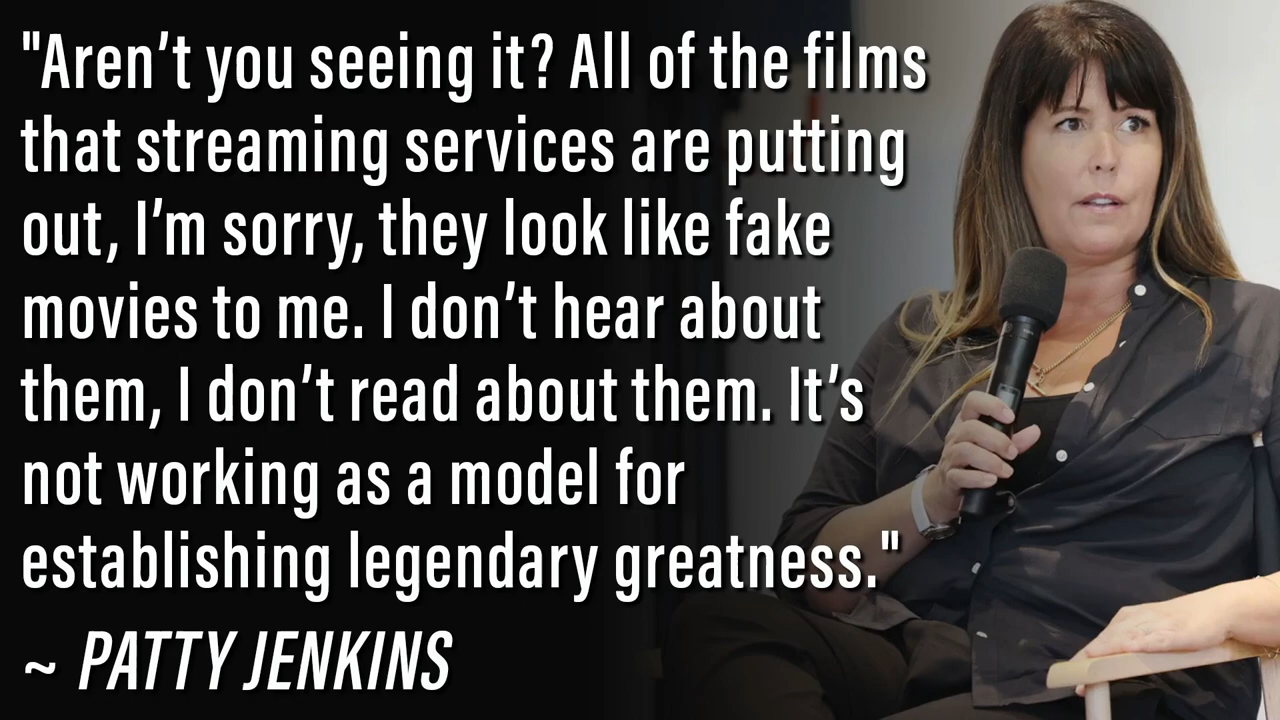 "Aren’t you seeing it? All of the films
that streaming services are putting
out, I’m sorry, they look like fake
movies to me. I don’t hear about
them, I don’t read about them. It’s
not working as a model for
establishing legendary greatness."
~ PATTY JENKINS